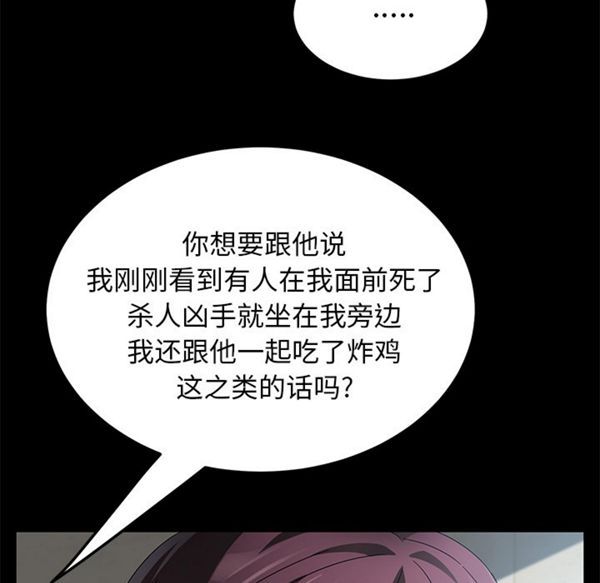 .....
你想要跟他说
我刚刚看到有人在我面前死了
杀人凶手就坐在我旁边
我还跟他一起吃了炸鸡
这之类的话吗?